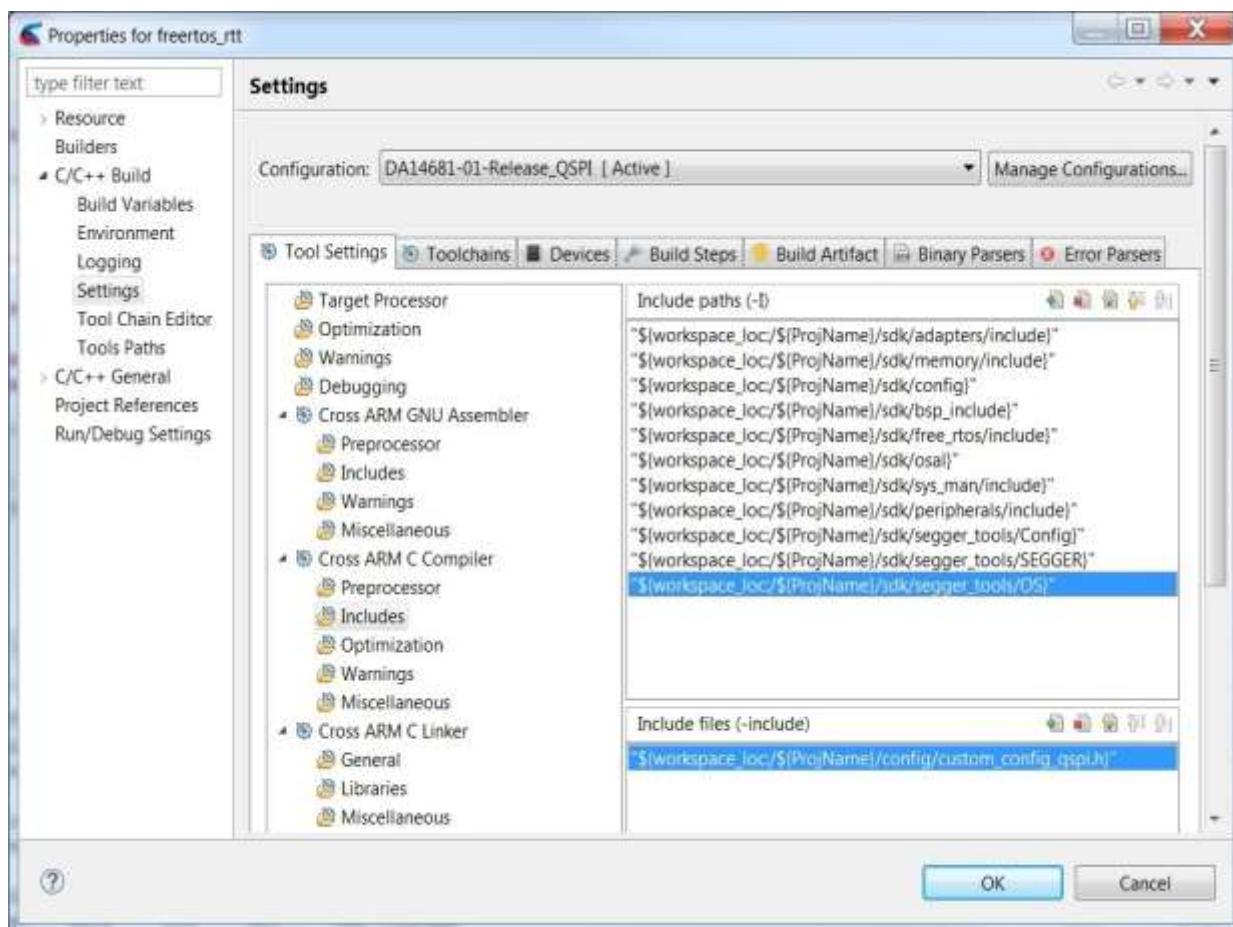 Properties for freertos_rtt
type filter text
Resource
Builders
C/C++ Build
Build Variables
Environment
Logging
Settings
Tool Chain Editor
Tools Paths
C/C++ General
Project References
Run/Debug Settings
Settings
Configuration: DA14681-01-Release_QSPI [ Active ] Manage Configurations...
Tool Settings Toolchains Devices Build Steps Build Artifact Binary Parsers Error Parsers
Target Processor
Optimization
Warnings
Debugging
Cross ARM GNU Assembler
Preprocessor
Includes
Warnings
Miscellaneous
Cross ARM C Compiler
Preprocessor
Includes
Optimization
Warnings
Miscellaneous
Cross ARM C Linker
General
Libraries
Miscellaneous
Include paths (-I)
"${workspace_loc:/${ProjName}/sdk/adapters/include}"
"${workspace_loc:/${ProjName}/sdk/memory/include}"
"${workspace_loc:/${ProjName}/sdk/config}"
"${workspace_loc:/${ProjName}/sdk/bsp_include}"
"${workspace_loc:/${ProjName}/sdk/free_rtos/include}"
"${workspace_loc:/${ProjName}/sdk/osal}"
"${workspace_loc:/${ProjName}/sdk/sys_man/include}"
"${workspace_loc:/${ProjName}/sdk/peripherals/include}"
"${workspace_loc:/${ProjName}/sdk/segger_tools/Config}"
"${workspace_loc:/${ProjName}/sdk/segger_tools/SEGGER}"
"${workspace_loc:/${ProjName}/sdk/segger_tools/OS}"
Include files (-include)
"${workspace_loc:/${ProjName}/config/custom_config_qspi.h}"
OK Cancel